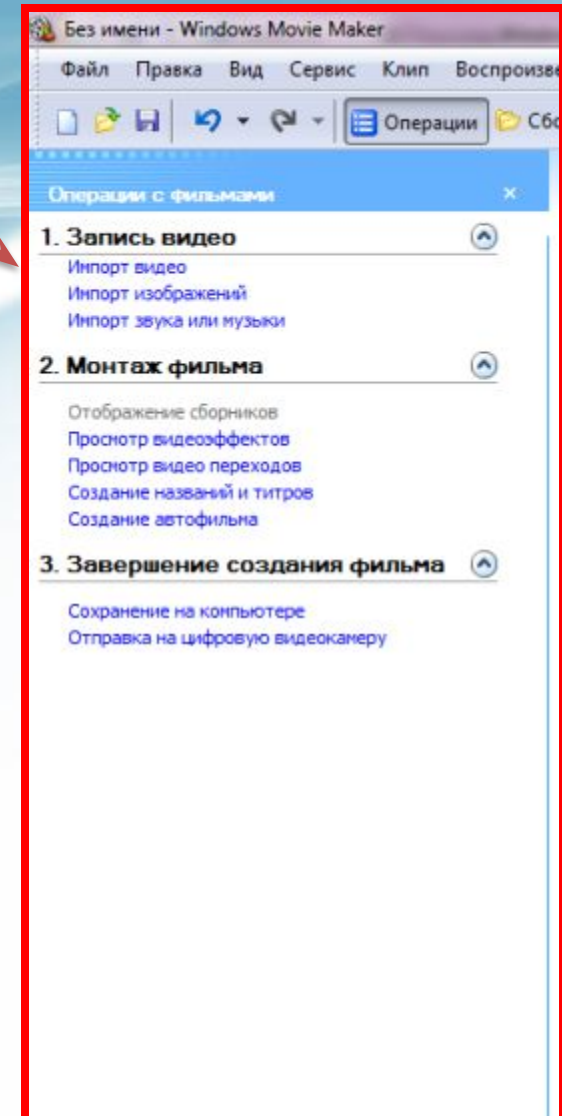 Без имени - Windows Movie Maker
Файл Правка Вид Сервис Клип Воспроизве
Операции Сбо
Операции с фильмами
1. Запись видео
Импорт видео
Импорт изображений
Импорт звука или музыки
2. Монтаж фильма
Отображение сборников
Просмотр видеоэффектов
Просмотр видео переходов
Создание названий и титров
Создание автофильма
3. Завершение создания фильма
Сохранение на компьютере
Отправка на цифровую видеокамеру